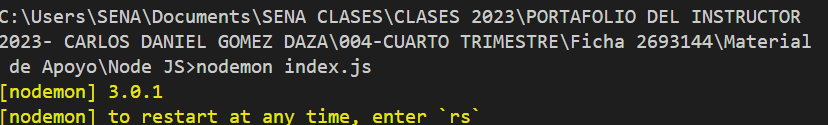 C:\Users\SENA\Documents\SENA CLASES\CLASES 2023\PORTAFOLIO DEL INSTRUCTOR
2023- CARLOS DANIEL GOMEZ DAZA\004-CUARTO TRIMESTRE\Ficha 2693144\Material
de Apoyo\Node JS>nodemon index.js
[nodemon] 3.0.1
[nodemon] to restart at any time, enter `rs`